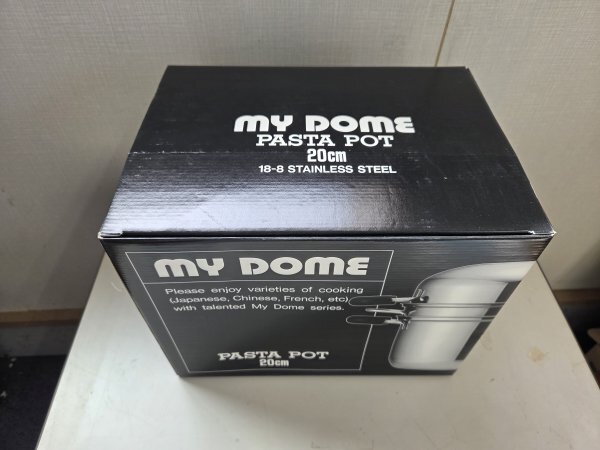 MY DOME
PASTA POT
20cm
18-8 STAINLESS STEEL
MY DOME
Please enjoy varieties of cooking
(Japanese, Chinese, French, etc)
with talented My Dome series.
PASTA POT
20cm